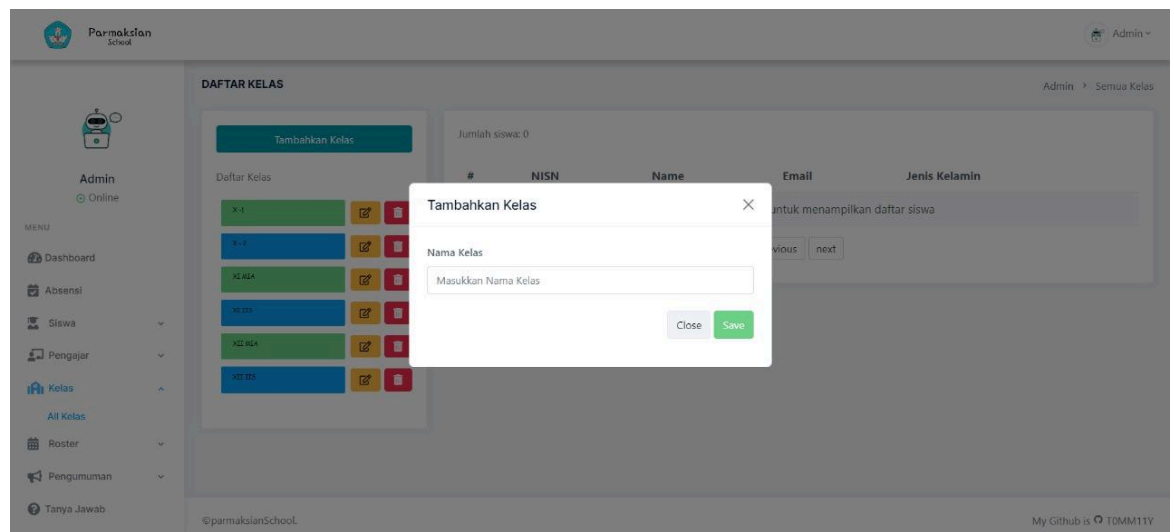 Parmaksian
School
Admin
DAFTAR KELAS
Admin > Semua Kelas
Admin
Online
MENU
Dashboard
Absensi
Siswa
Pengajar
Kelas
All Kelas
Roster
Pengumuman
Tanya Jawab
Tambahkan Kelas
Daftar Kelas
X-1
X-2
XI MIA
XI IIS
XII MIA
XII IIS
Jumlah siswa: 0
# NISN Name Email Jenis Kelamin
untuk menampilkan daftar siswa
next
Tambahkan Kelas
Nama Kelas
Masukkan Nama Kelas
Close Save
©parmaksianSchool.
My Github is T0MM11Y